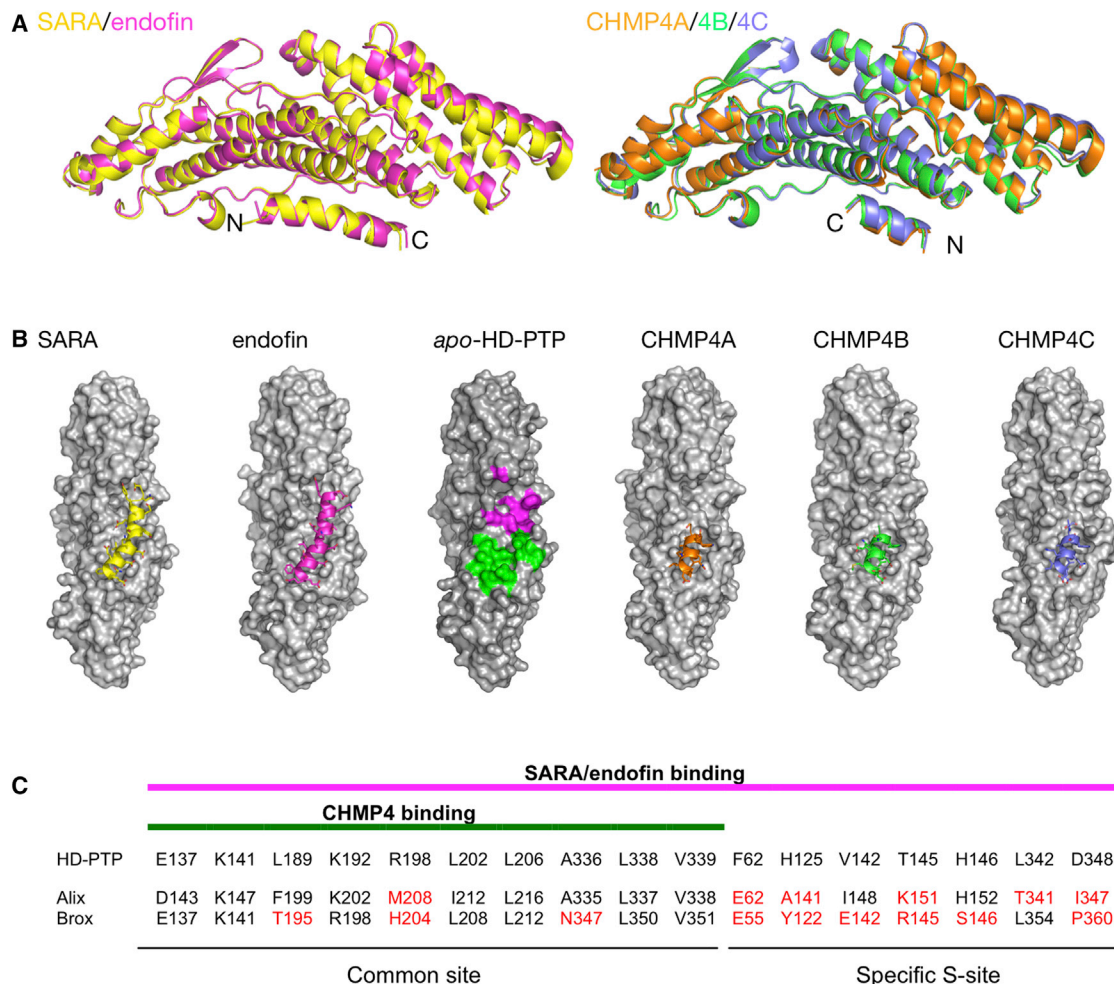 A SARA/endofin CHMP4A/4B/4C
N C C N
B SARA endofin apo-HD-PTP CHMP4A CHMP4B CHMP4C
C SARA/endofin binding
CHMP4 binding
HD-PTP E137 K141 L189 K192 R198 L202 L206 A336 L338 V339 F62 H125 V142 T145 H146 L342 D348
Alix D143 K147 F199 K202 M208 I212 L216 A335 L337 V338 E62 A141 I148 K151 H152 T341 I347
Brox E137 K141 T195 R198 H204 L208 L212 N347 L350 V351 E55 Y122 E142 R145 S146 L354 P360
Common site Specific S-site